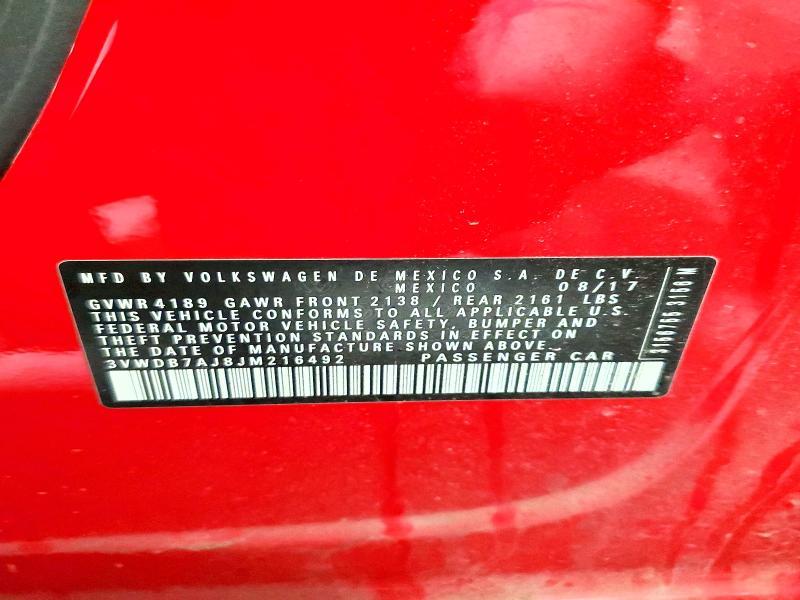 MFD BY VOLKSWAGEN DE MEXICO S.A. DE C.V.
MEXICO 08/17
GVWR 4189 GAWR FRONT 2138 / REAR 2161 LBS
THIS VEHICLE CONFORMS TO ALL APPLICABLE U.S.
FEDERAL MOTOR VEHICLE SAFETY, BUMPER AND
THEFT PREVENTION STANDARDS IN EFFECT ON
THE DATE OF MANUFACTURE SHOWN ABOVE.
3VWDB7AJ8JM216492 PASSENGER CAR